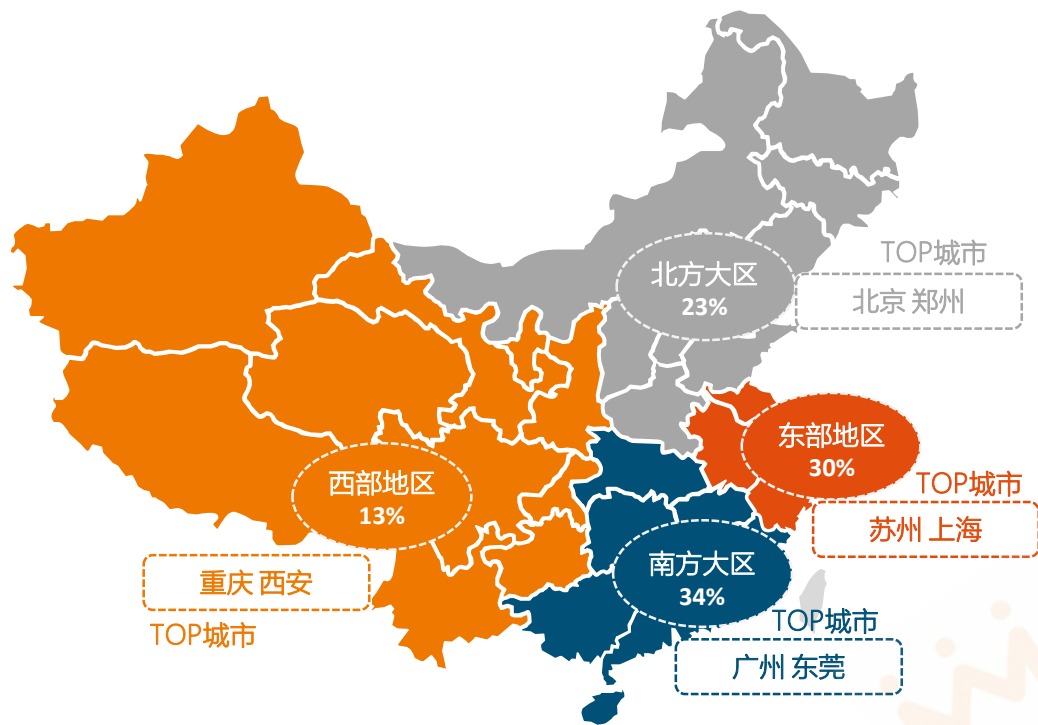 TOP城市
北方大区
23%
北京 郑州
东部地区
30%
TOP城市
苏州 上海
西部地区
13%
重庆 西安
TOP城市
南方大区
34%
TOP城市
广州 东莞